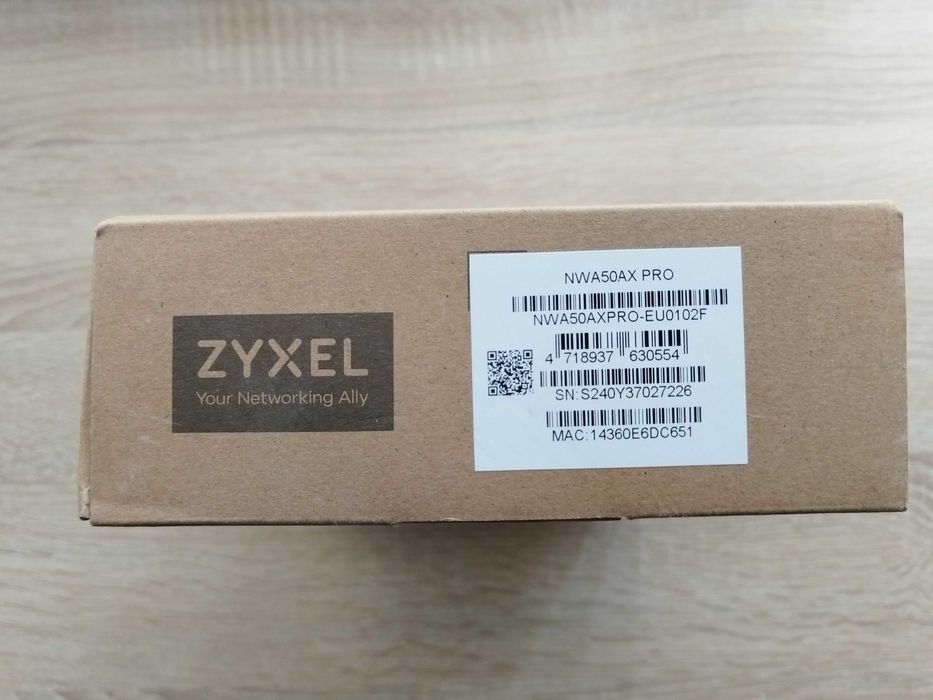 ZYXEL
Your Networking Ally
NWA50AX PRO
NWA50AXPRO-EU0102F
4 718937 630554
SN:S240Y37027226
MAC:14360E6DC651